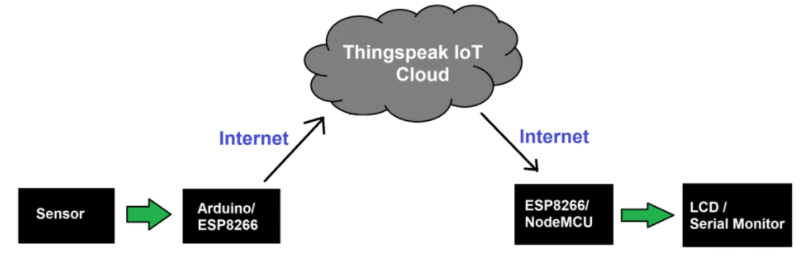 Thingspeak IoT
Cloud
Internet
Internet
Sensor
Arduino/
ESP8266
ESP8266/
NodeMCU
LCD /
Serial Monitor